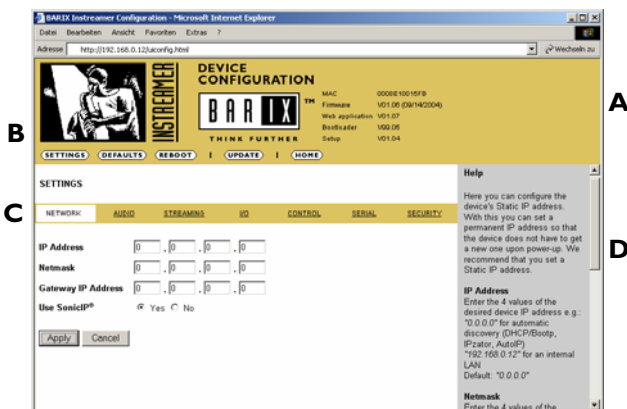 BARIX Instreamer Configuration - Microsoft Internet Explorer
Datei Bearbeiten Ansicht Favoriten Extras ?
Adresse http://192.168.0.12/uiconfig.html Wechseln zu
INSTREAMER
DEVICE
CONFIGURATION
BARIX TM
THINK FURTHER
MAC 0008E10015FB
Firmware V01.06 (09/14/2004)
Web application V01.07
Bootloader V99.05
Setup V01.04
A
B
SETTINGS DEFAULTS REBOOT | UPDATE | HOME
SETTINGS
C
NETWORK AUDIO STREAMING I/O CONTROL SERIAL SECURITY
IP Address 0 . 0 . 0 . 0
Netmask 0 . 0 . 0 . 0
Gateway IP Address 0 . 0 . 0 . 0
Use SonicIP® Yes No
Apply Cancel
D
Help
Here you can configure the
device's Static IP address.
With this you can set a
permanent IP address so that
the device does not have to get
a new one upon power-up. We
recommend that you set a
Static IP address.
IP Address
Enter the 4 values of the
desired device IP address e.g.:
"0.0.0.0" for automatic
discovery (DHCP/Bootp,
IPzator, AutoIP)
"192.168.0.12" for an internal
LAN
Default: "0.0.0.0"
Netmask
Enter the 4 values of the